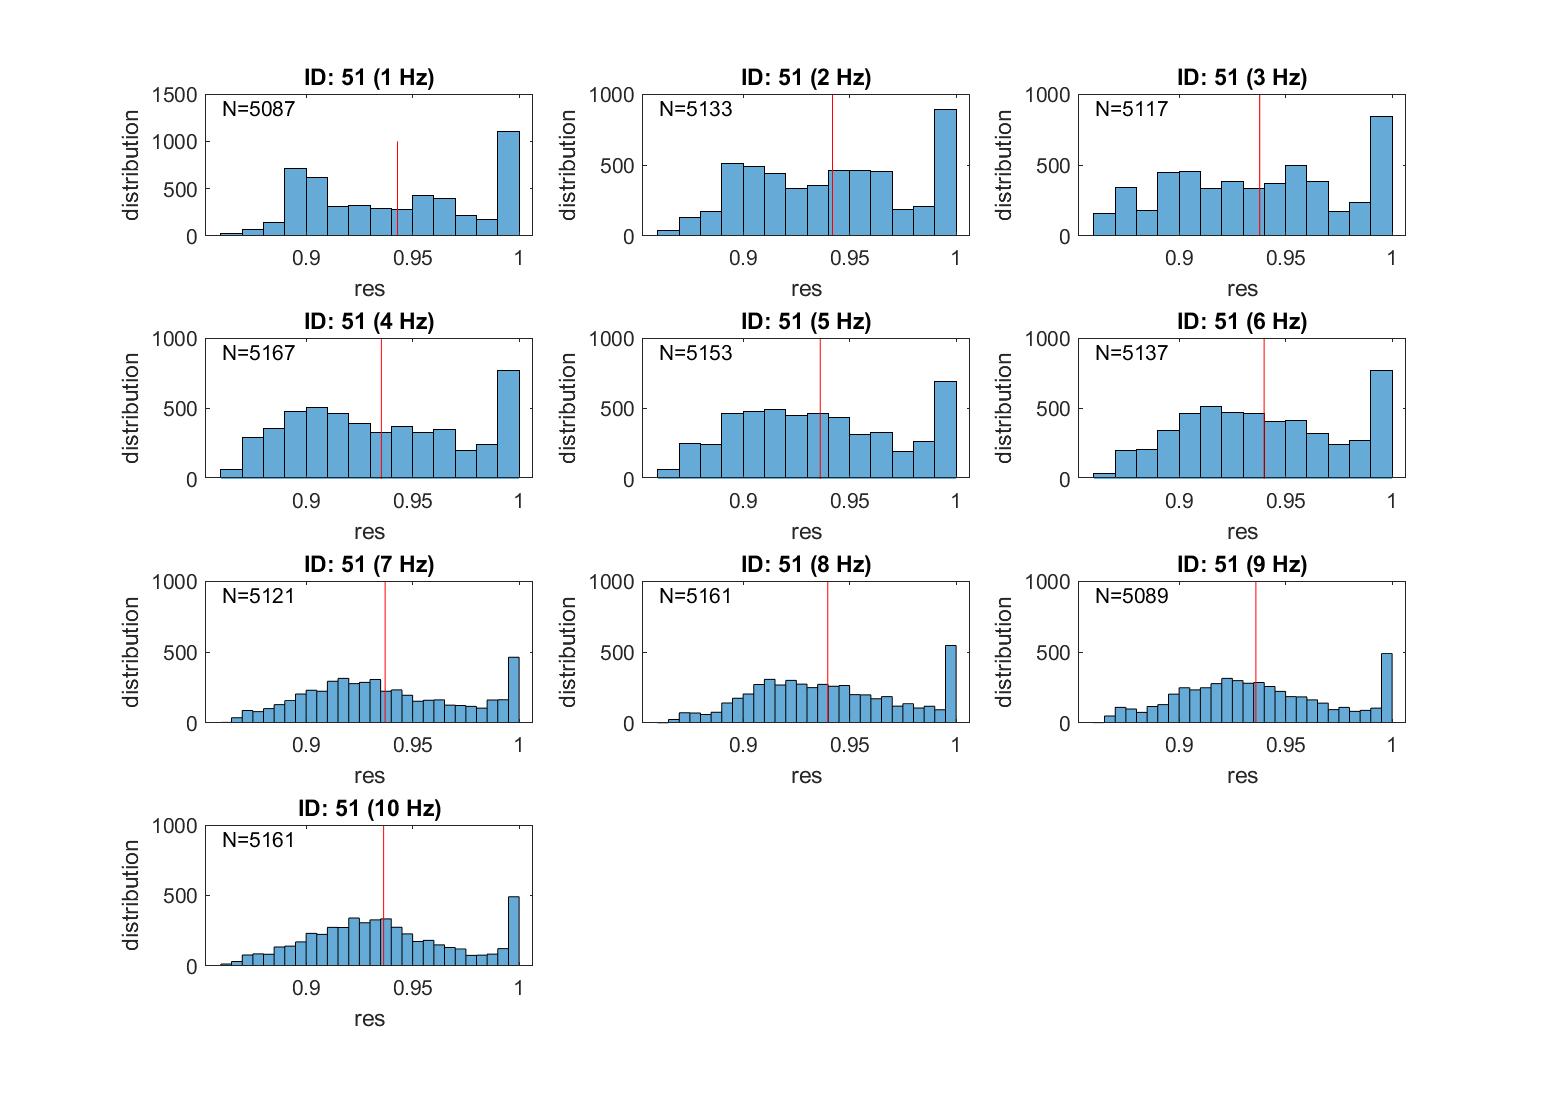 ID: 51 (1 Hz)
N=5087
1500
1000
500
0
0.9
0.95
1
distribution
res
ID: 51 (2 Hz)
N=5133
1000
500
0
0.9
0.95
1
distribution
res
ID: 51 (3 Hz)
N=5117
1000
500
0
0.9
0.95
1
distribution
res
ID: 51 (4 Hz)
N=5167
1000
500
0
0.9
0.95
1
distribution
res
ID: 51 (5 Hz)
N=5153
1000
500
0
0.9
0.95
1
distribution
res
ID: 51 (6 Hz)
N=5137
1000
500
0
0.9
0.95
1
distribution
res
ID: 51 (7 Hz)
N=5121
1000
500
0
0.9
0.95
1
distribution
res
ID: 51 (8 Hz)
N=5161
1000
500
0
0.9
0.95
1
distribution
res
ID: 51 (9 Hz)
N=5089
1000
500
0
0.9
0.95
1
distribution
res
ID: 51 (10 Hz)
N=5161
1000
500
0
0.9
0.95
1
distribution
res